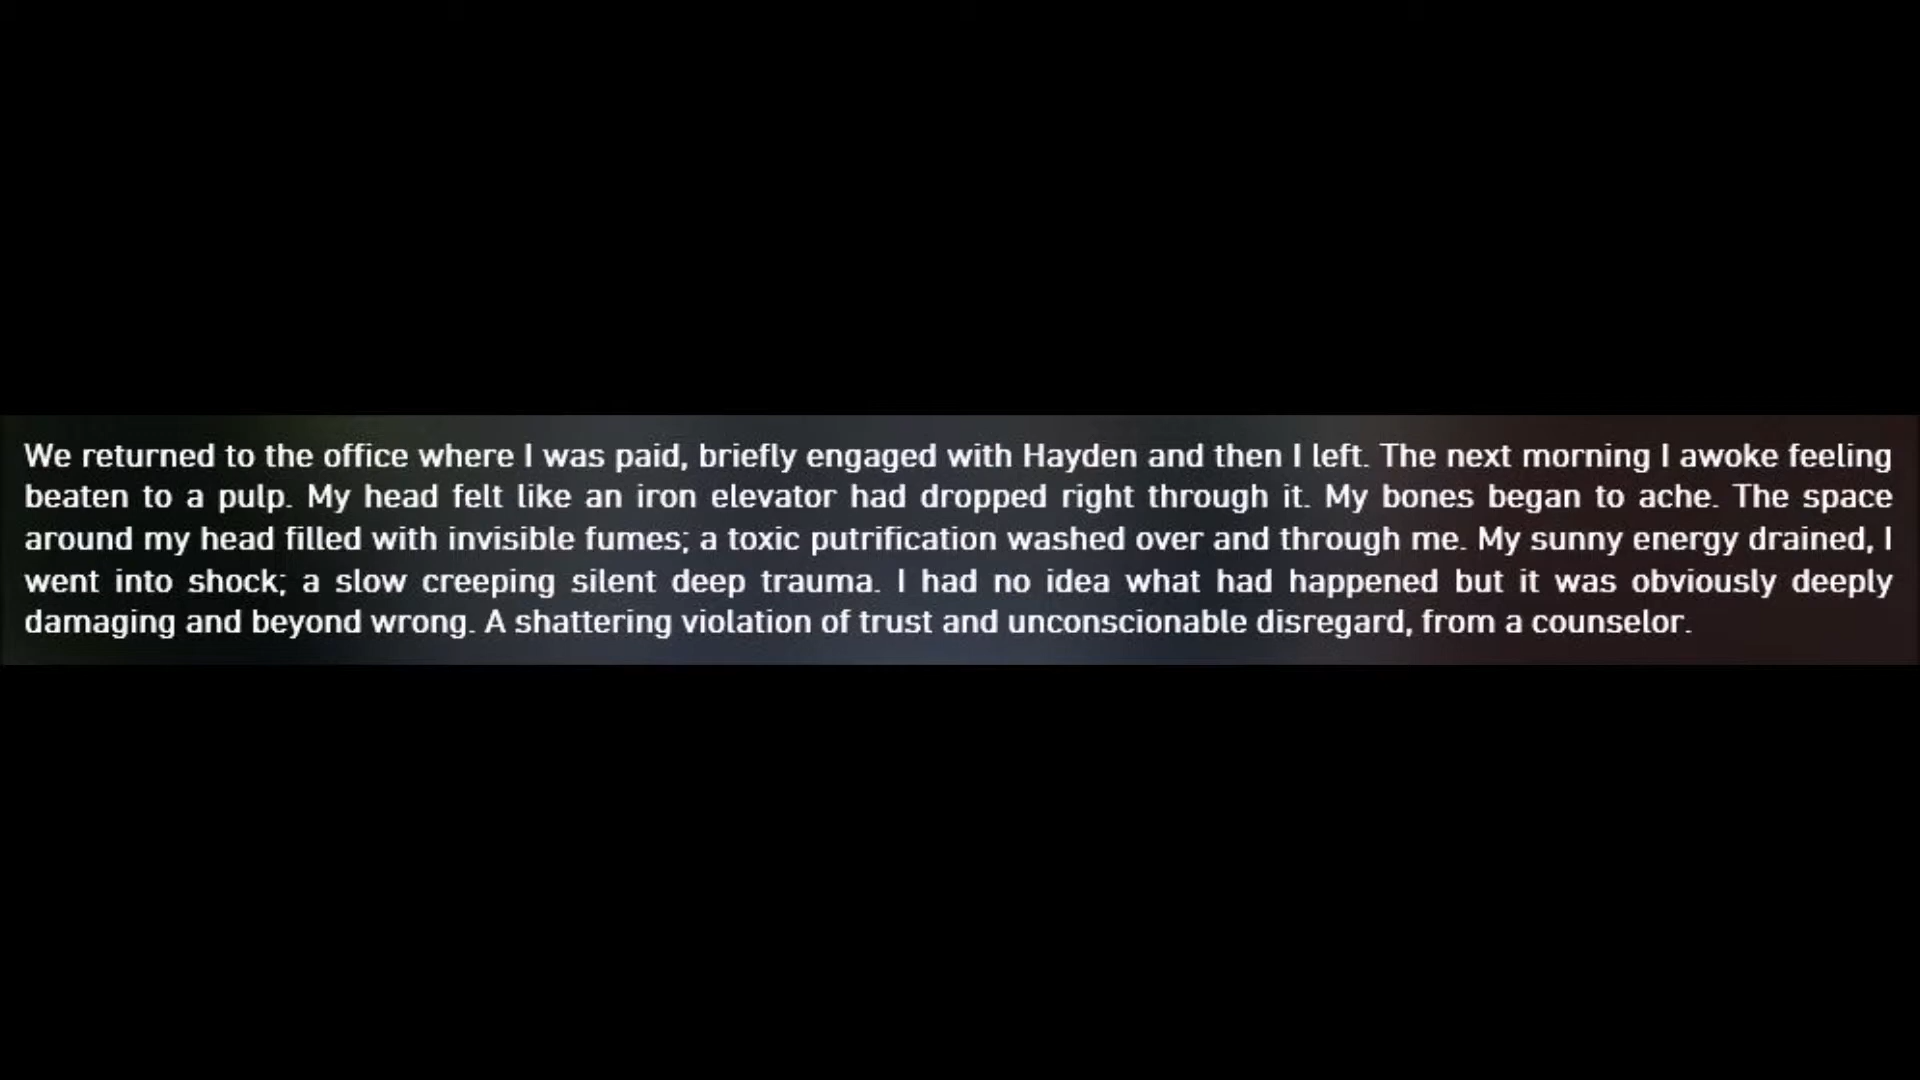 We returned to the office where I was paid, briefly engaged with Hayden and then I left. The next morning I awoke feeling
beaten to a pulp. My head felt like an iron elevator had dropped right through it. My bones began to ache. The space
around my head filled with invisible fumes; a toxic putrification washed over and through me. My sunny energy drained, I
went into shock; a slow creeping silent deep trauma. I had no idea what had happened but it was obviously deeply
damaging and beyond wrong. A shattering violation of trust and unconscionable disregard, from a counselor.